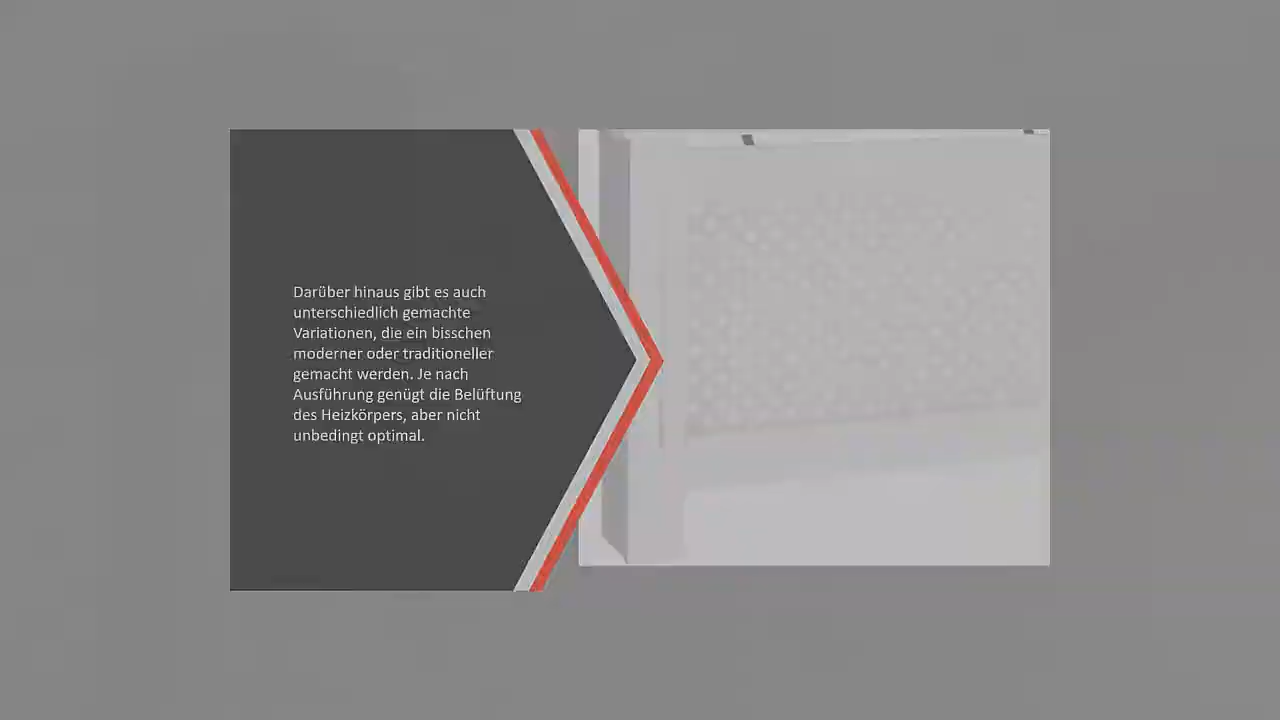 Darüber hinaus gibt es auch
unterschiedlich gemachte
Variationen, die ein bisschen
moderner oder traditioneller
gemacht werden. Je nach
Ausführung genügt die Belüftung
des Heizkörpers, aber nicht
unbedingt optimal.